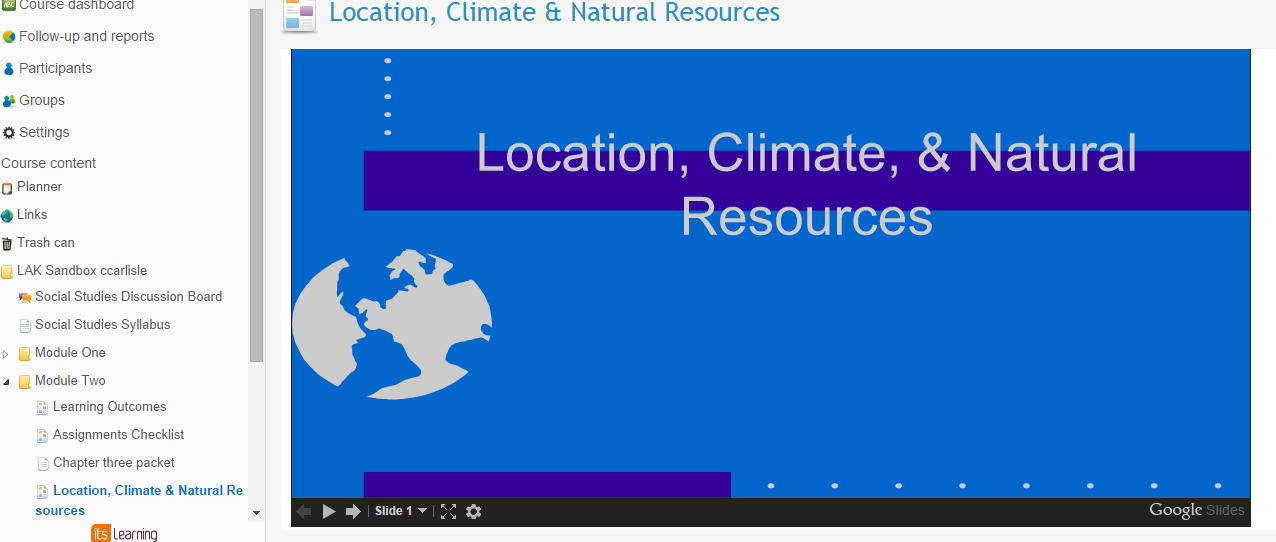 Course dashboard
Follow-up and reports
Participants
Groups
Settings
Course content
Planner
Links
Trash can
LAK Sandbox ccarlisle
Social Studies Discussion Board
Social Studies Syllabus
Module One
Module Two
Learning Outcomes
Assignments Checklist
Chapter three packet
Location, Climate & Natural Re
sources
its learning
Location, Climate & Natural Resources
Location, Climate, & Natural
Resources
Slide 1
Google Slides